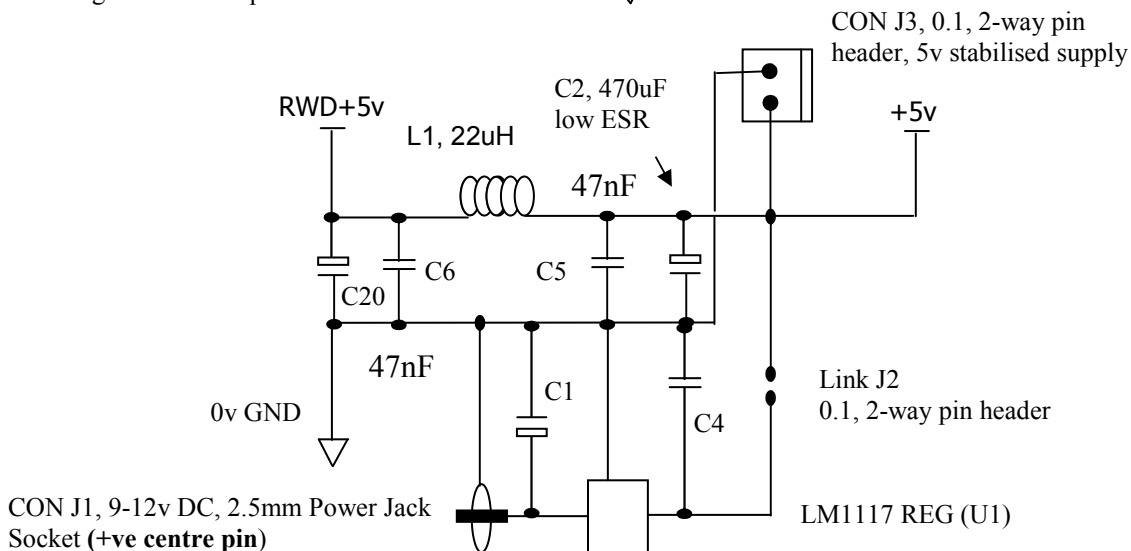 CON J3, 0.1, 2-way pin
header, 5v stabilised supply
C2, 470uF
low ESR
RWD+5v
+5v
L1, 22uH
47nF
C6
C5
C20
47nF
C1
C4
Link J2
0.1, 2-way pin header
0v GND
CON J1, 9-12v DC, 2.5mm Power Jack
Socket (+ve centre pin)
LM1117 REG (U1)